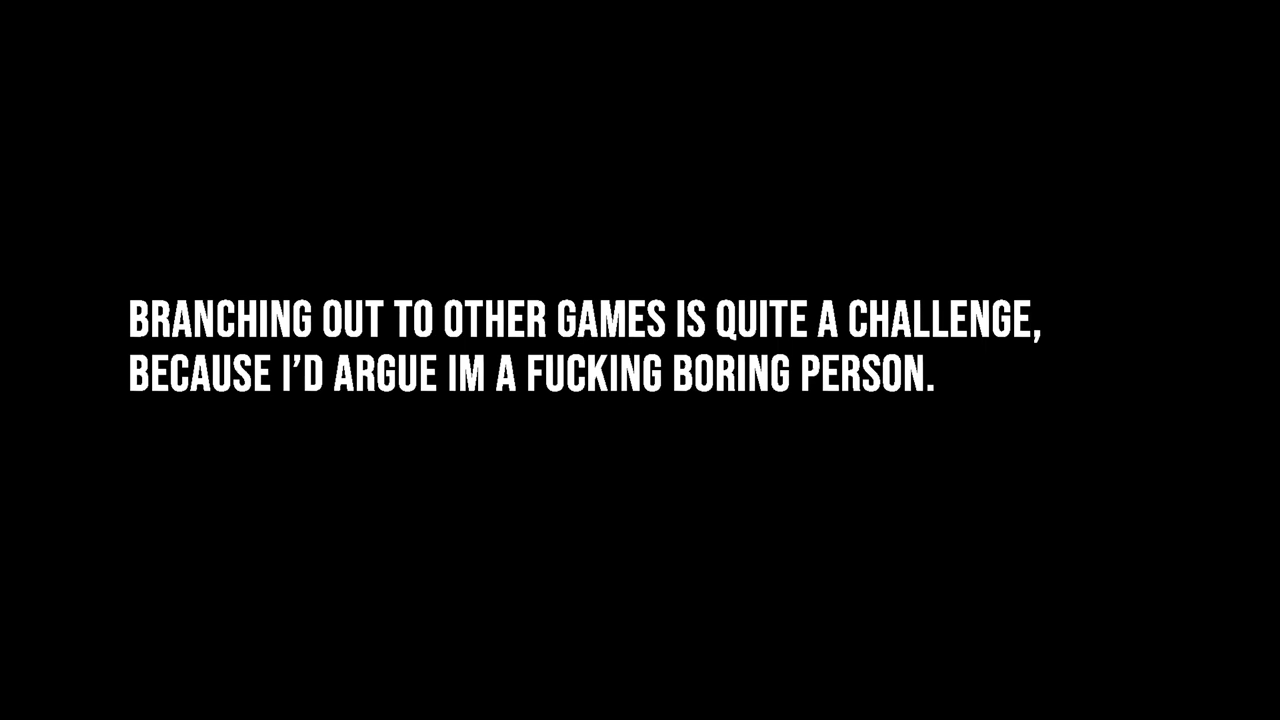 BRANCHING OUT TO OTHER GAMES IS QUITE A CHALLENGE,
BECAUSE I’D ARGUE IM A FUCKING BORING PERSON.